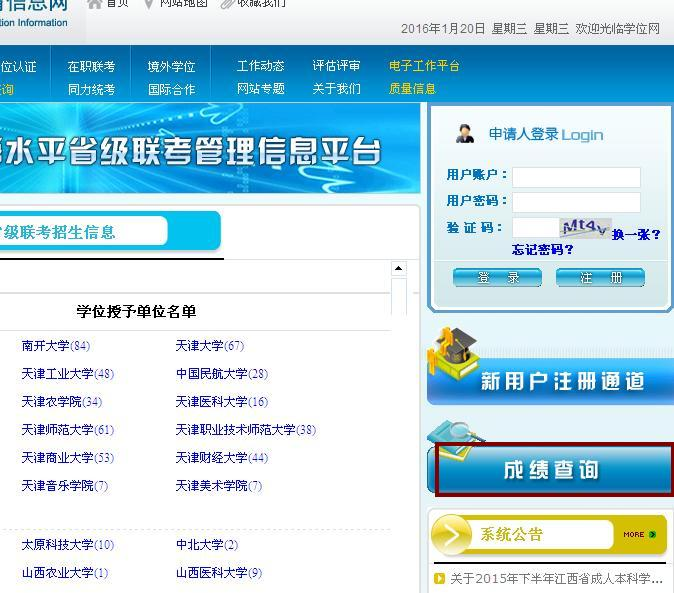 首页 网站地图 收藏我们
tion Information
2016年1月20日 星期三 星期三 欢迎光临学位网
位认证 在职联考 境外学位 工作动态 评估评审 电子工作平台
询 同力统考 国际合作 网站专题 关于我们 质量信息
水平省级联考管理信息平台
申请人登录Login
用户账户：
用户密码：
验 证 码： Mt4v 换一张？
忘记密码？
登 录 注 册
级联考招生信息
学位授予单位名单
南开大学(84) 天津大学(67)
天津工业大学(48) 中国民航大学(28)
天津农学院(34) 天津医科大学(16)
天津师范大学(61) 天津职业技术师范大学(38)
天津商业大学(53) 天津财经大学(44)
天津音乐学院(7) 天津美术学院(7)
太原科技大学(10) 中北大学(2)
山西农业大学(1) 山西医科大学(9)
新用户注册通道
成绩查询
系统公告 MORE
关于2015年下半年江西省成人本科学...